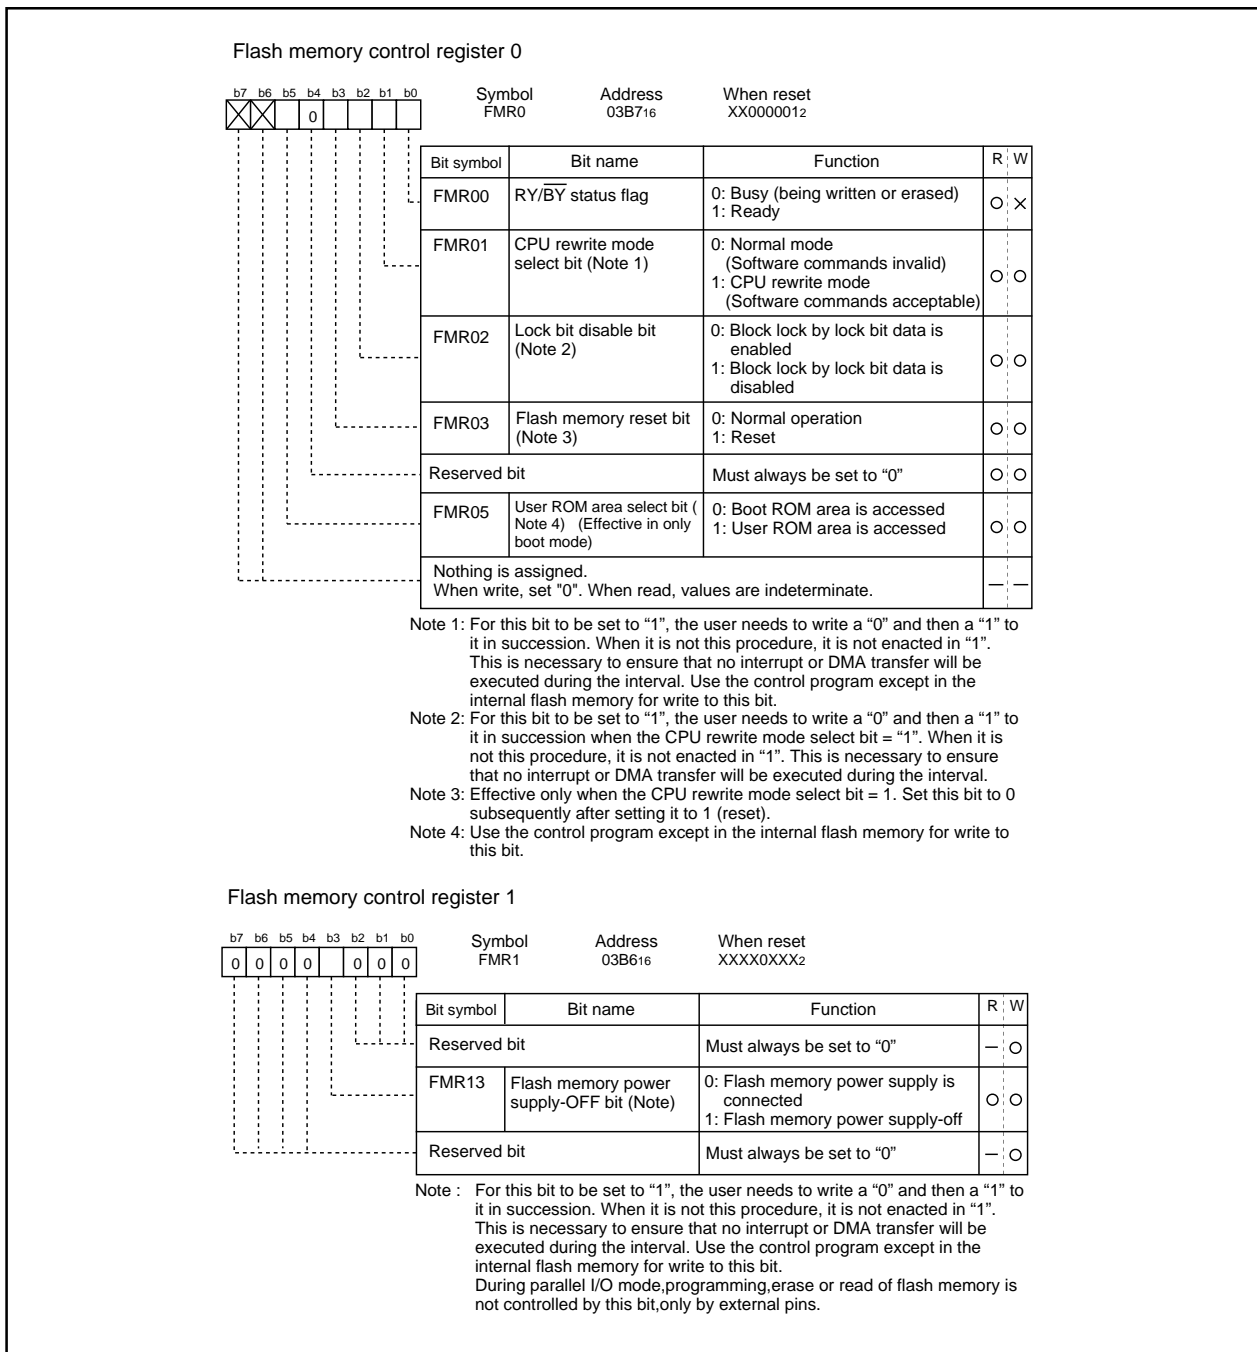 Flash memory control register 0
b7 b6 b5 b4 b3 b2 b1 b0
Symbol Address When reset
FMR0 03B716 XX0000012
0
Bit symbol Bit name Function R W
FMR00 RY/BY status flag 0: Busy (being written or erased)
1: Ready
FMR01 CPU rewrite mode 0: Normal mode
select bit (Note 1) (Software commands invalid)
1: CPU rewrite mode
(Software commands acceptable)
FMR02 Lock bit disable bit 0: Block lock by lock bit data is
(Note 2) enabled
1: Block lock by lock bit data is
disabled
FMR03 Flash memory reset bit 0: Normal operation
(Note 3) 1: Reset
Reserved bit Must always be set to “0”
FMR05 User ROM area select bit ( 0: Boot ROM area is accessed
Note 4) (Effective in only 1: User ROM area is accessed
boot mode)
Nothing is assigned.
When write, set "0". When read, values are indeterminate.
Note 1: For this bit to be set to “1”, the user needs to write a “0” and then a “1” to
it in succession. When it is not this procedure, it is not enacted in “1”.
This is necessary to ensure that no interrupt or DMA transfer will be
executed during the interval. Use the control program except in the
internal flash memory for write to this bit.
Note 2: For this bit to be set to “1”, the user needs to write a “0” and then a “1” to
it in succession when the CPU rewrite mode select bit = “1”. When it is
not this procedure, it is not enacted in “1”. This is necessary to ensure
that no interrupt or DMA transfer will be executed during the interval.
Note 3: Effective only when the CPU rewrite mode select bit = 1. Set this bit to 0
subsequently after setting it to 1 (reset).
Note 4: Use the control program except in the internal flash memory for write to
this bit.
Flash memory control register 1
b7 b6 b5 b4 b3 b2 b1 b0
Symbol Address When reset
FMR1 03B616 XXXX0XXX2
0 0 0 0 0 0 0
Bit symbol Bit name Function R W
Reserved bit Must always be set to “0”
FMR13 Flash memory power 0: Flash memory power supply is
supply-OFF bit (Note) connected
1: Flash memory power supply-off
Reserved bit Must always be set to “0”
Note : For this bit to be set to “1”, the user needs to write a “0” and then a “1” to
it in succession. When it is not this procedure, it is not enacted in “1”.
This is necessary to ensure that no interrupt or DMA transfer will be
executed during the interval. Use the control program except in the
internal flash memory for write to this bit.
During parallel I/O mode,programming,erase or read of flash memory is
not controlled by this bit,only by external pins.